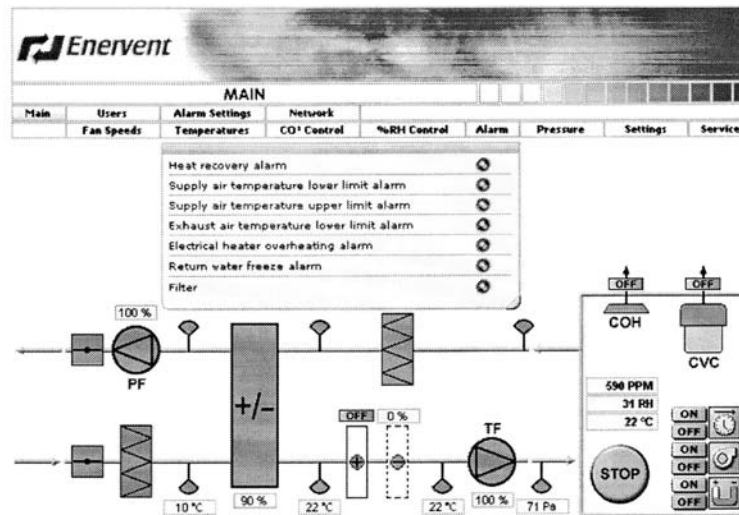 Enervent
MAIN
Main Users Alarm Settings Network
Fan Speeds Temperatures CO² Control %RH Control Alarm Pressure Settings Service
Heat recovery alarm
Supply air temperature lower limit alarm
Supply air temperature upper limit alarm
Exhaust air temperature lower limit alarm
Electrical heater overheating alarm
Return water freeze alarm
Filter
OFF OFF
COH
CVC
100 %
PF
+/-
590 PPM
31 RH
22 °C
ON
OFF
ON
OFF
ON
OFF
STOP
OFF 0 %
TF
10 °C 90 % 22 °C 22 °C 100 % 71 Pa